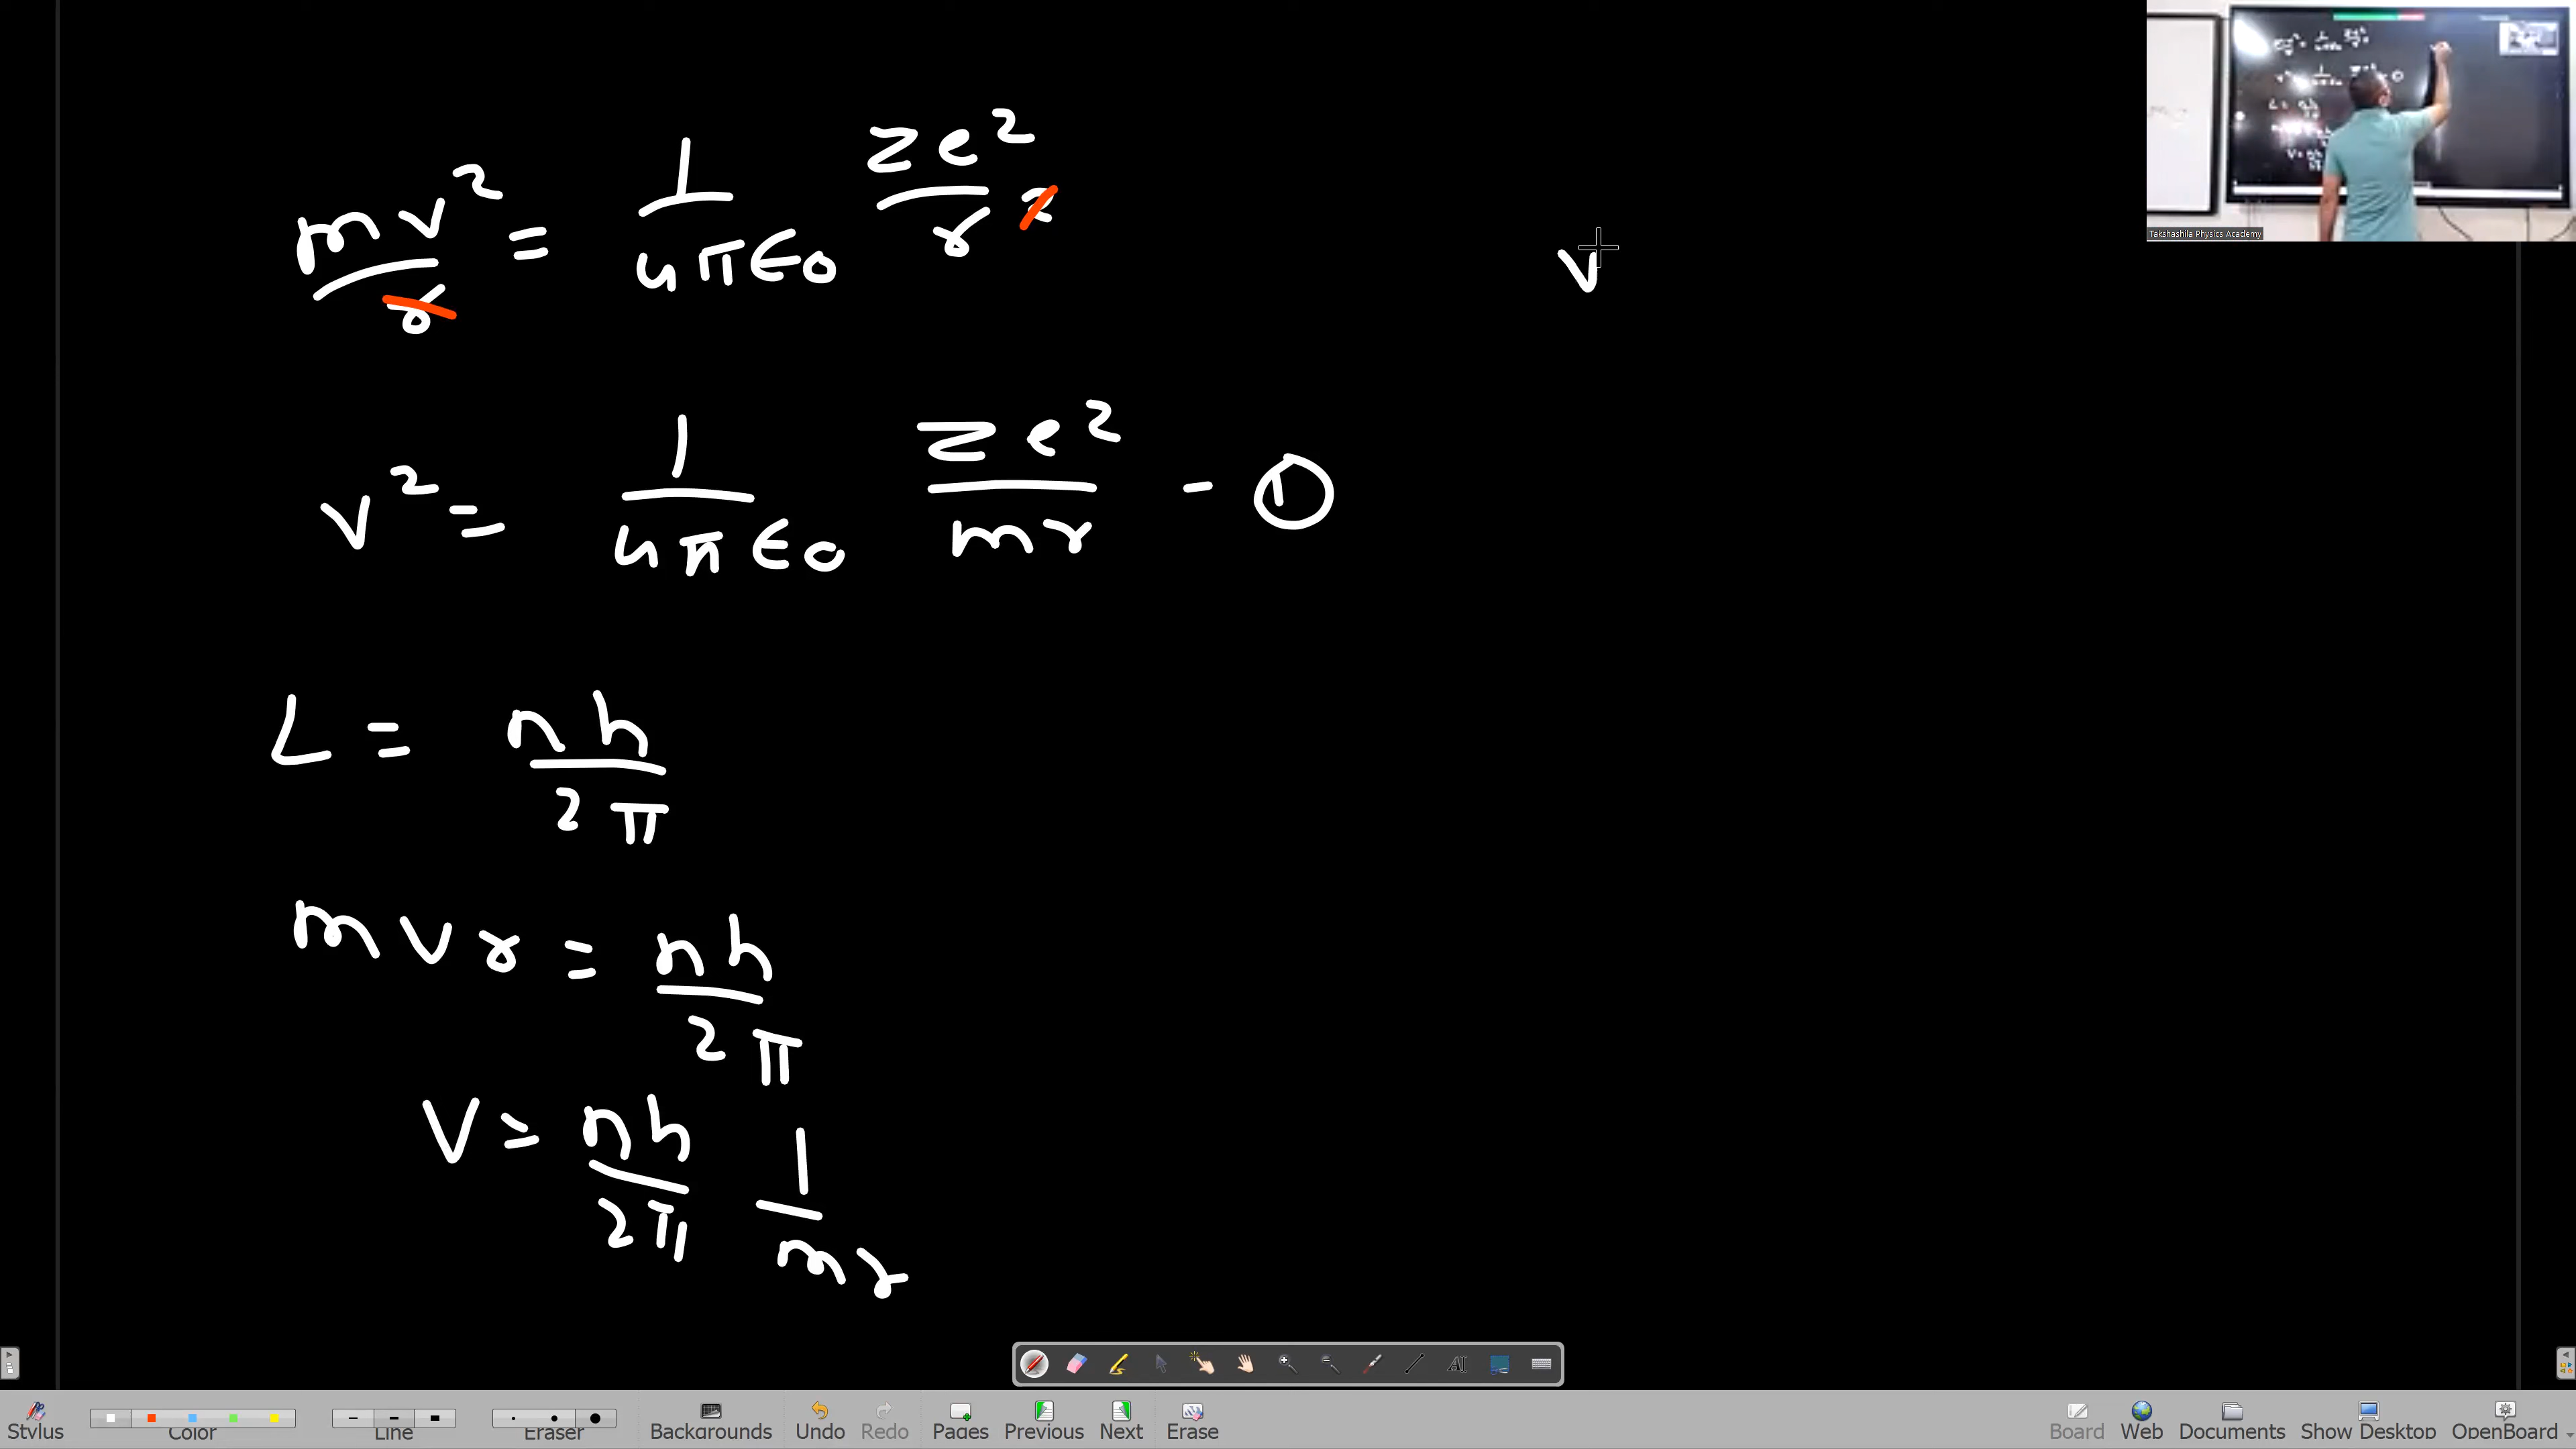 mv²/r = 1/4πϵ₀ ze²/r²
v² = 1/4πϵ₀ ze²/mr - ①
L = nh/2π
mvr = nh/2π
V = nh/2π 1/mr
v
Takshashila Physics Academy
Stylus Color Line Eraser Backgrounds Undo Redo Pages Previous Next Erase Board Web Documents Show Desktop OpenBoard